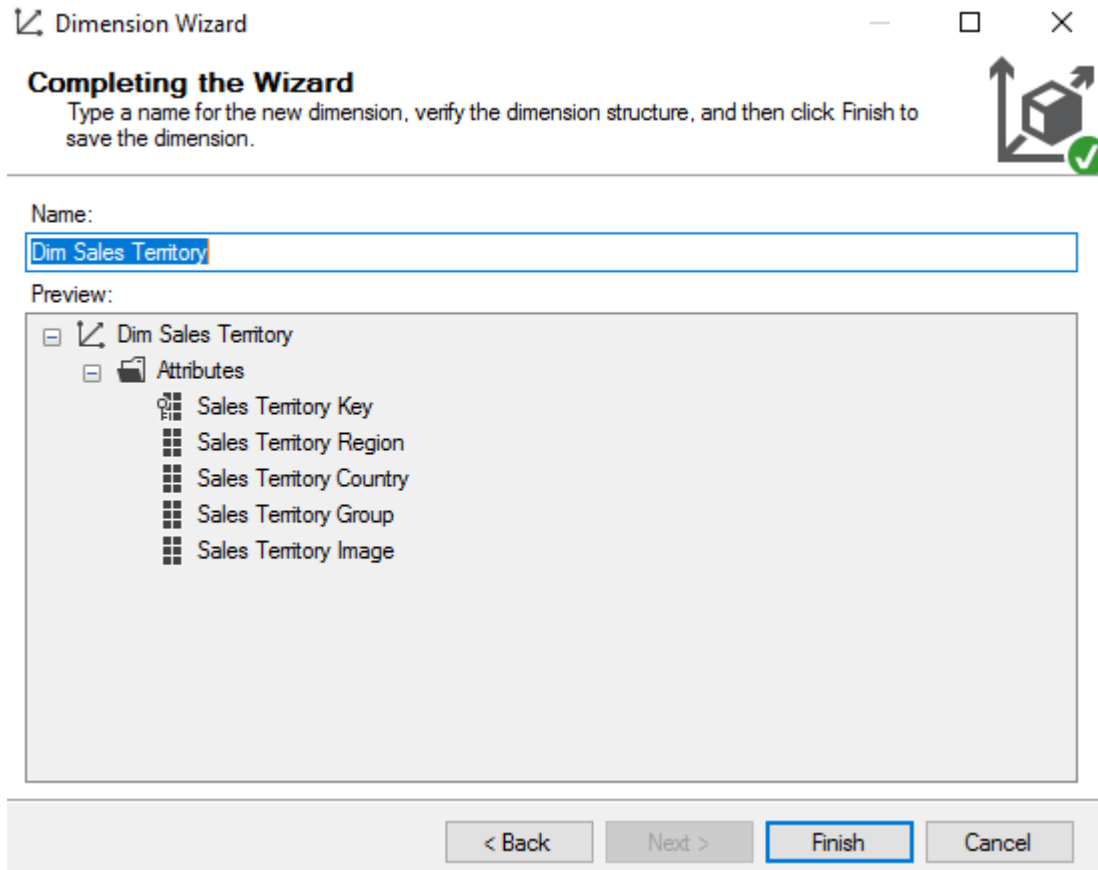 Dimension Wizard
Completing the Wizard
Type a name for the new dimension, verify the dimension structure, and then click Finish to
save the dimension.
Name:
Dim Sales Territory
Preview:
Dim Sales Territory
Attributes
Sales Territory Key
Sales Territory Region
Sales Territory Country
Sales Territory Group
Sales Territory Image
< Back Next > Finish Cancel